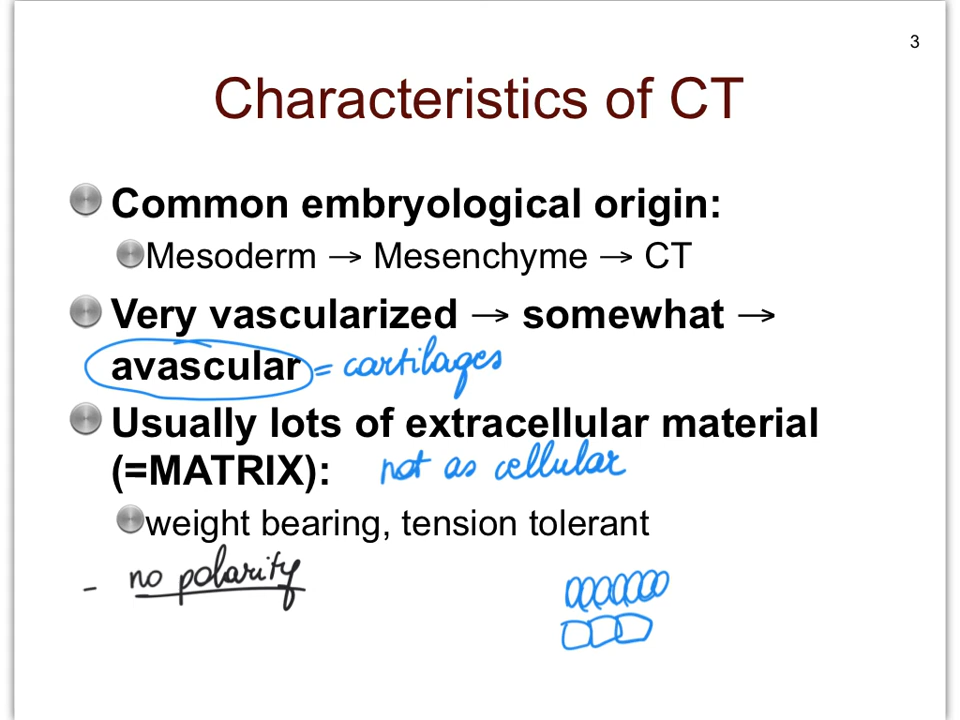 3
Characteristics of CT
Common embryological origin:
Mesoderm → Mesenchyme → CT
Very vascularized → somewhat →
avascular = cartilages
Usually lots of extracellular material
(=MATRIX): not as cellular
weight bearing, tension tolerant
- no polarity